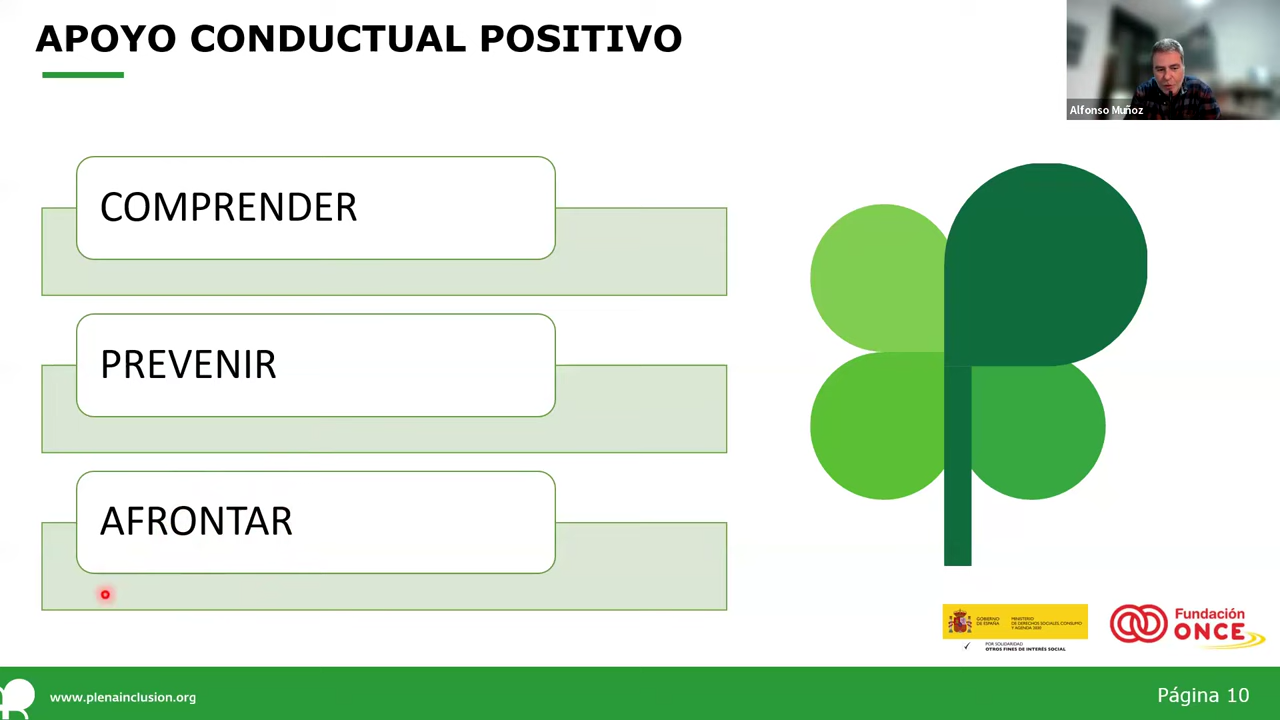 APOYO CONDUCTUAL POSITIVO
Alfonso Muñoz
COMPRENDER
PREVENIR
AFRONTAR
GOBIERNO
DE ESPAÑA
MINISTERIO
DE DERECHOS SOCIALES, CONSUMO
Y AGENDA 2030
POR SOLIDARIDAD
OTROS FINES DE INTERÉS SOCIAL
Fundación
ONCE
www.plenainclusion.org
Página 10